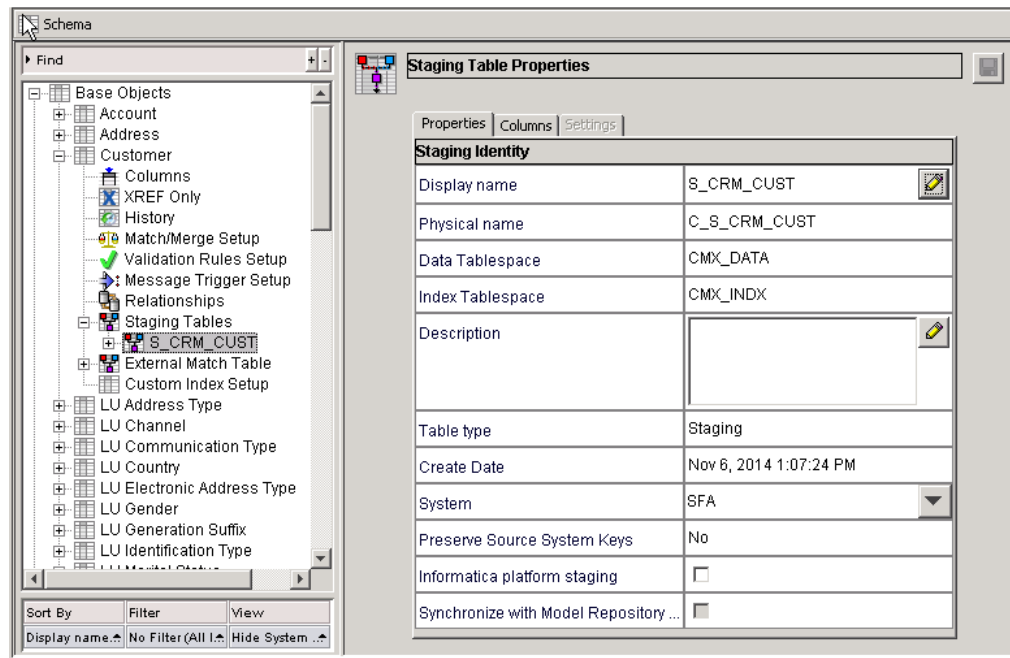 Schema
Find
+ -
Base Objects
Account
Address
Customer
Columns
XREF Only
History
Match/Merge Setup
Validation Rules Setup
Message Trigger Setup
Relationships
Staging Tables
S_CRM_CUST
External Match Table
Custom Index Setup
LU Address Type
LU Channel
LU Communication Type
LU Country
LU Electronic Address Type
LU Gender
LU Generation Suffix
LU Identification Type
LU Marital Status
Sort By Filter View
Display name... No Filter (All I... Hide System ...
Staging Table Properties
Properties Columns Settings
Staging Identity
Display name S_CRM_CUST
Physical name C_S_CRM_CUST
Data Tablespace CMX_DATA
Index Tablespace CMX_INDX
Description
Table type Staging
Create Date Nov 6, 2014 1:07:24 PM
System SFA
Preserve Source System Keys No
Informatica platform staging
Synchronize with Model Repository ...